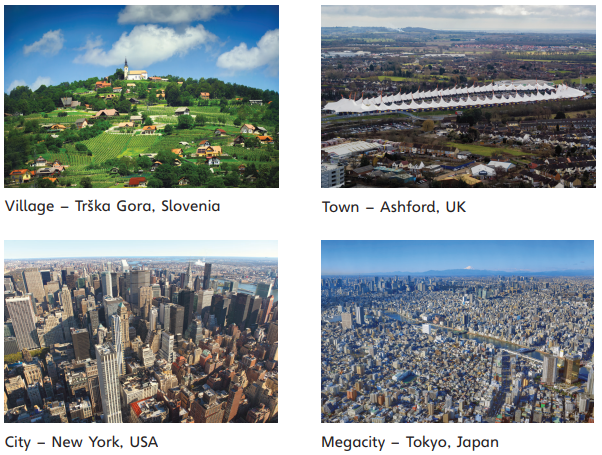 Village – Trška Gora, Slovenia
Town – Ashford, UK
City – New York, USA
Megacity – Tokyo, Japan